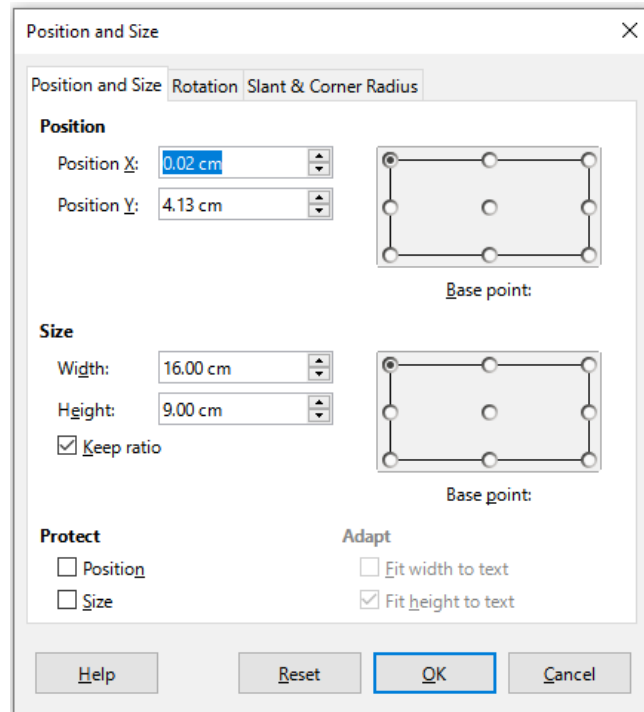 Position and Size
Position and Size Rotation Slant & Corner Radius
Position
Position X: 0.02 cm
Position Y: 4.13 cm
Base point:
Size
Width: 16.00 cm
Height: 9.00 cm
Keep ratio
Base point:
Protect Adapt
Position Fit width to text
Size Fit height to text
Help Reset OK Cancel